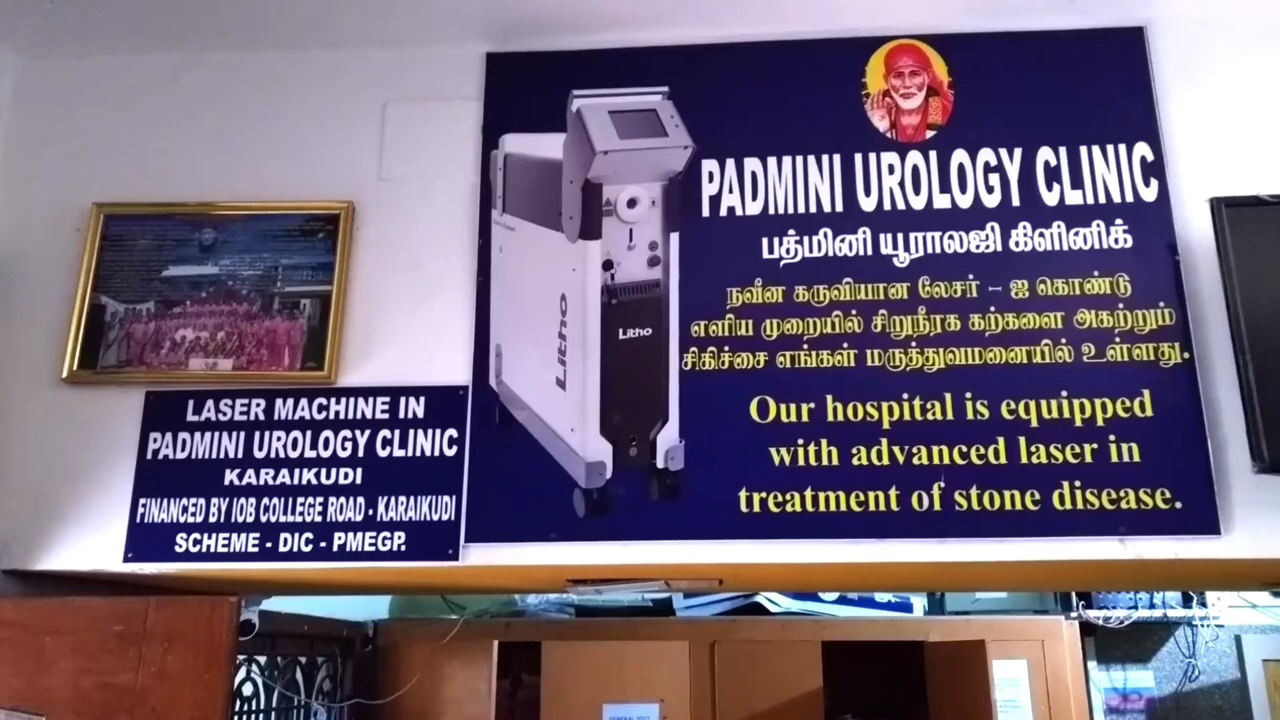 PADMINI UROLOGY CLINIC
பத்மினி யூராலஜி கிளினிக்
நவீன கருவியான லேசர் - ஐ கொண்டு
எளிய முறையில் சிறுநீரக கற்களை அகற்றும்
சிகிச்சை எங்கள் மருத்துவமனையில் உள்ளது.
Our hospital is equipped
with advanced laser in
treatment of stone disease.
Litho
Litho
LASER MACHINE IN
PADMINI UROLOGY CLINIC
KARAIKUDI
FINANCED BY IOB COLLEGE ROAD - KARAIKUDI
SCHEME - DIC - PMEGP.